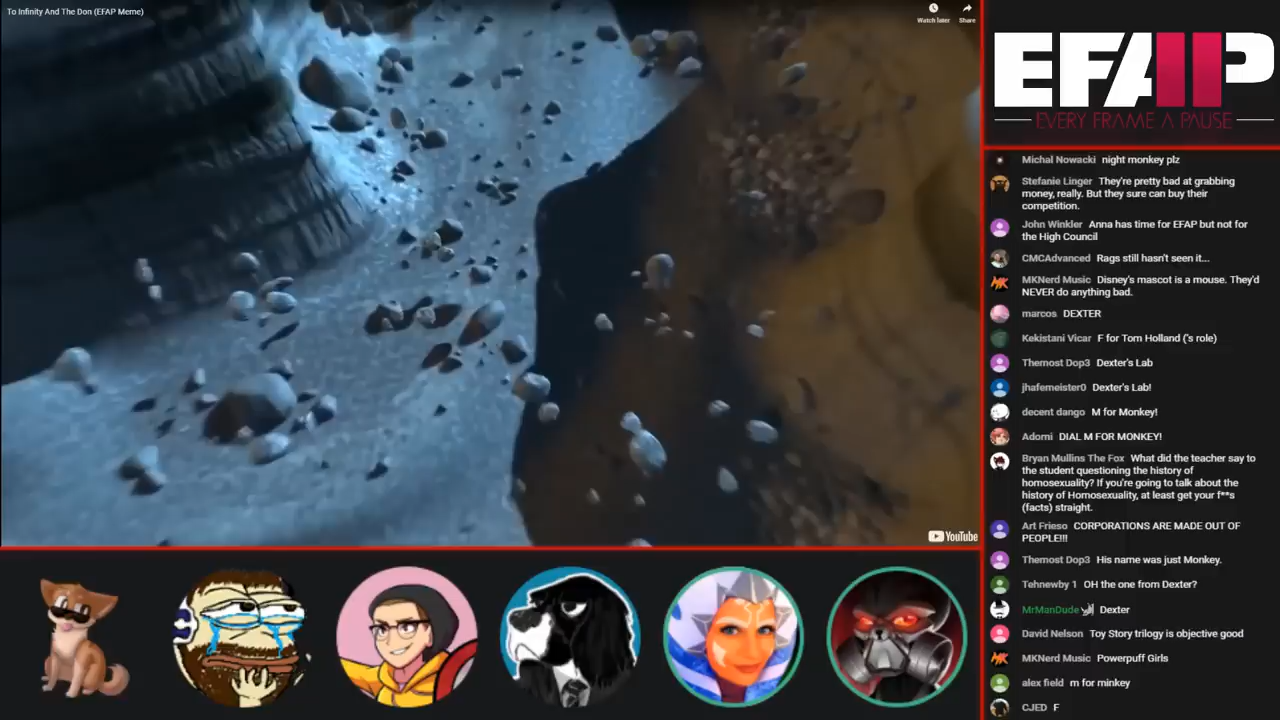 To Infinity And The Don (EFAP Meme)
Watch later
Share
YouTube
EFAP
EVERY FRAME A PAUSE
Michal Nowacki night monkey plz
Stefanie Linger They're pretty bad at grabbing
money, really. But they sure can buy their
competition.
John Winkler Anna has time for EFAP but not for
the High Council
CMCAdvanced Rags still hasn't seen it...
MKNerd Music Disney's mascot is a mouse. They'd
NEVER do anything bad.
marcos DEXTER
Kekistani Vicar F for Tom Holland ('s role)
Themost Dop3 Dexter's Lab
jhafemeister0 Dexter's Lab!
decent dango M for Monkey!
Adomi DIAL M FOR MONKEY!
Bryan Mullins The Fox What did the teacher say to
the student questioning the history of
homosexuality? If you're going to talk about the
history of Homosexuality, at least get your f**s
(facts) straight.
Art Frieso CORPORATIONS ARE MADE OUT OF
PEOPLE!!!
Themost Dop3 His name was just Monkey.
Tehnewby 1 OH the one from Dexter?
MrManDude Dexter
David Nelson Toy Story trilogy is objective good
MKNerd Music Powerpuff Girls
alex field m for minkey
CJED F